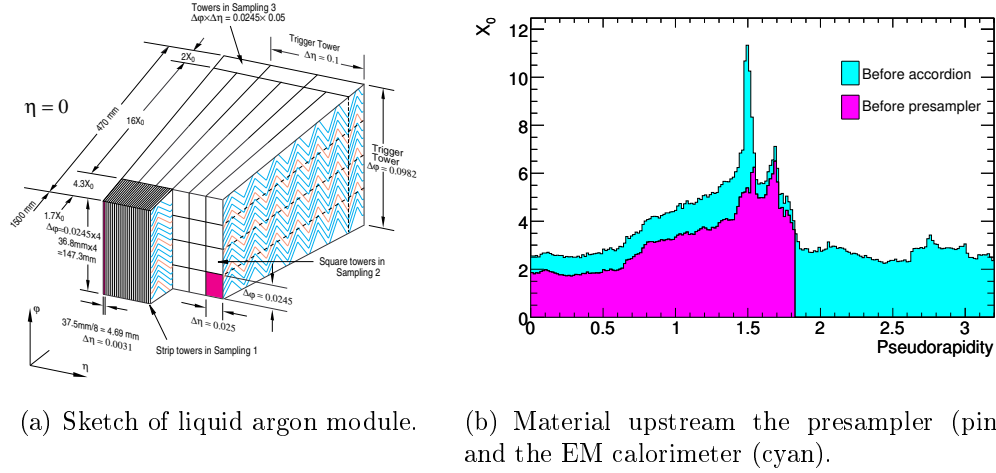 Towers in Sampling 3
Δφ×Δη = 0.0245× 0.05
Trigger
Tower
Δη = 0.1
2X0
η = 0
470 mm
16X0
Trigger
Tower
Δφ = 0.0982
4.3X0
1500 mm
1.7X0
Δφ=0.0245x4
36.8mmx4
=147.3mm
Square towers in
Sampling 2
Δφ = 0.0245
Δη = 0.025
37.5mm/8 = 4.69 mm
Δη = 0.0031
Strip towers in Sampling 1
φ
η
X0
12
10
8
6
4
2
0
Before accordion
Before presampler
0 0.5 1 1.5 2 2.5 3
Pseudorapidity
(a) Sketch of liquid argon module.
(b) Material upstream the presampler (pin
and the EM calorimeter (cyan).